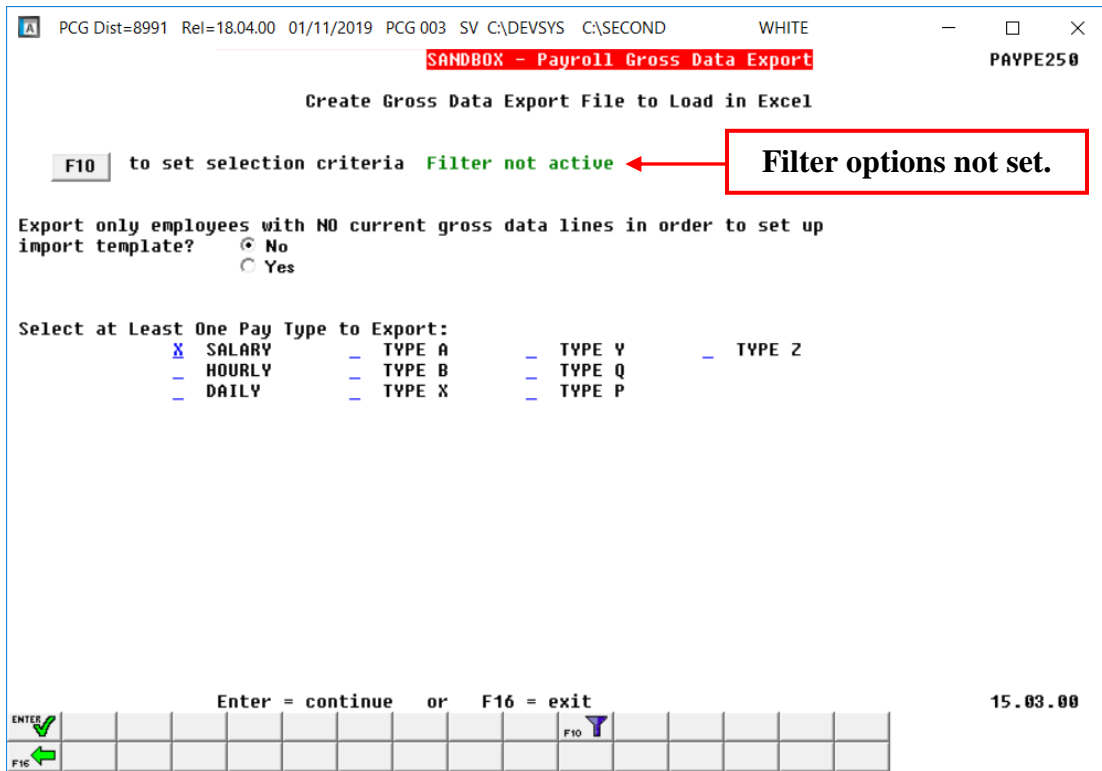 A PCG Dist=8991 Rel=18.04.00 01/11/2019 PCG 003 SV C:\DEVSYS C:\SECOND WHITE
SANDBOX - Payroll Gross Data Export PAYPE250
Create Gross Data Export File to Load in Excel
F10 to set selection criteria Filter not active Filter options not set.
Export only employees with NO current gross data lines in order to set up
import template? No
Yes
Select at Least One Pay Type to Export:
X SALARY _ TYPE A _ TYPE Y _ TYPE Z
_ HOURLY _ TYPE B _ TYPE Q
_ DAILY _ TYPE X _ TYPE P
Enter = continue or F16 = exit 15.03.00
ENTER F10
F16